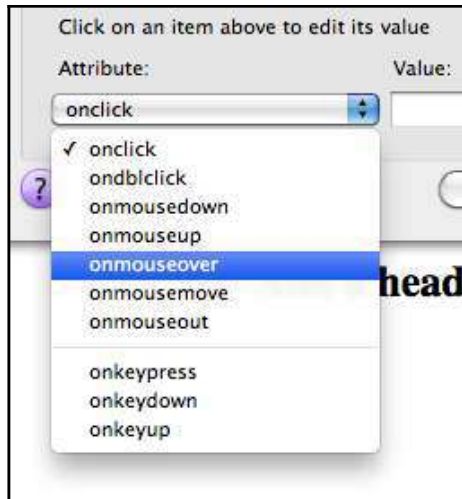 Click on an item above to edit its value
Attribute: Value:
onclick
✓ onclick
ondblclick
onmousedown
onmouseup
onmouseover
onmousemove
onmouseout
onkeypress
onkeydown
onkeyup
?
head